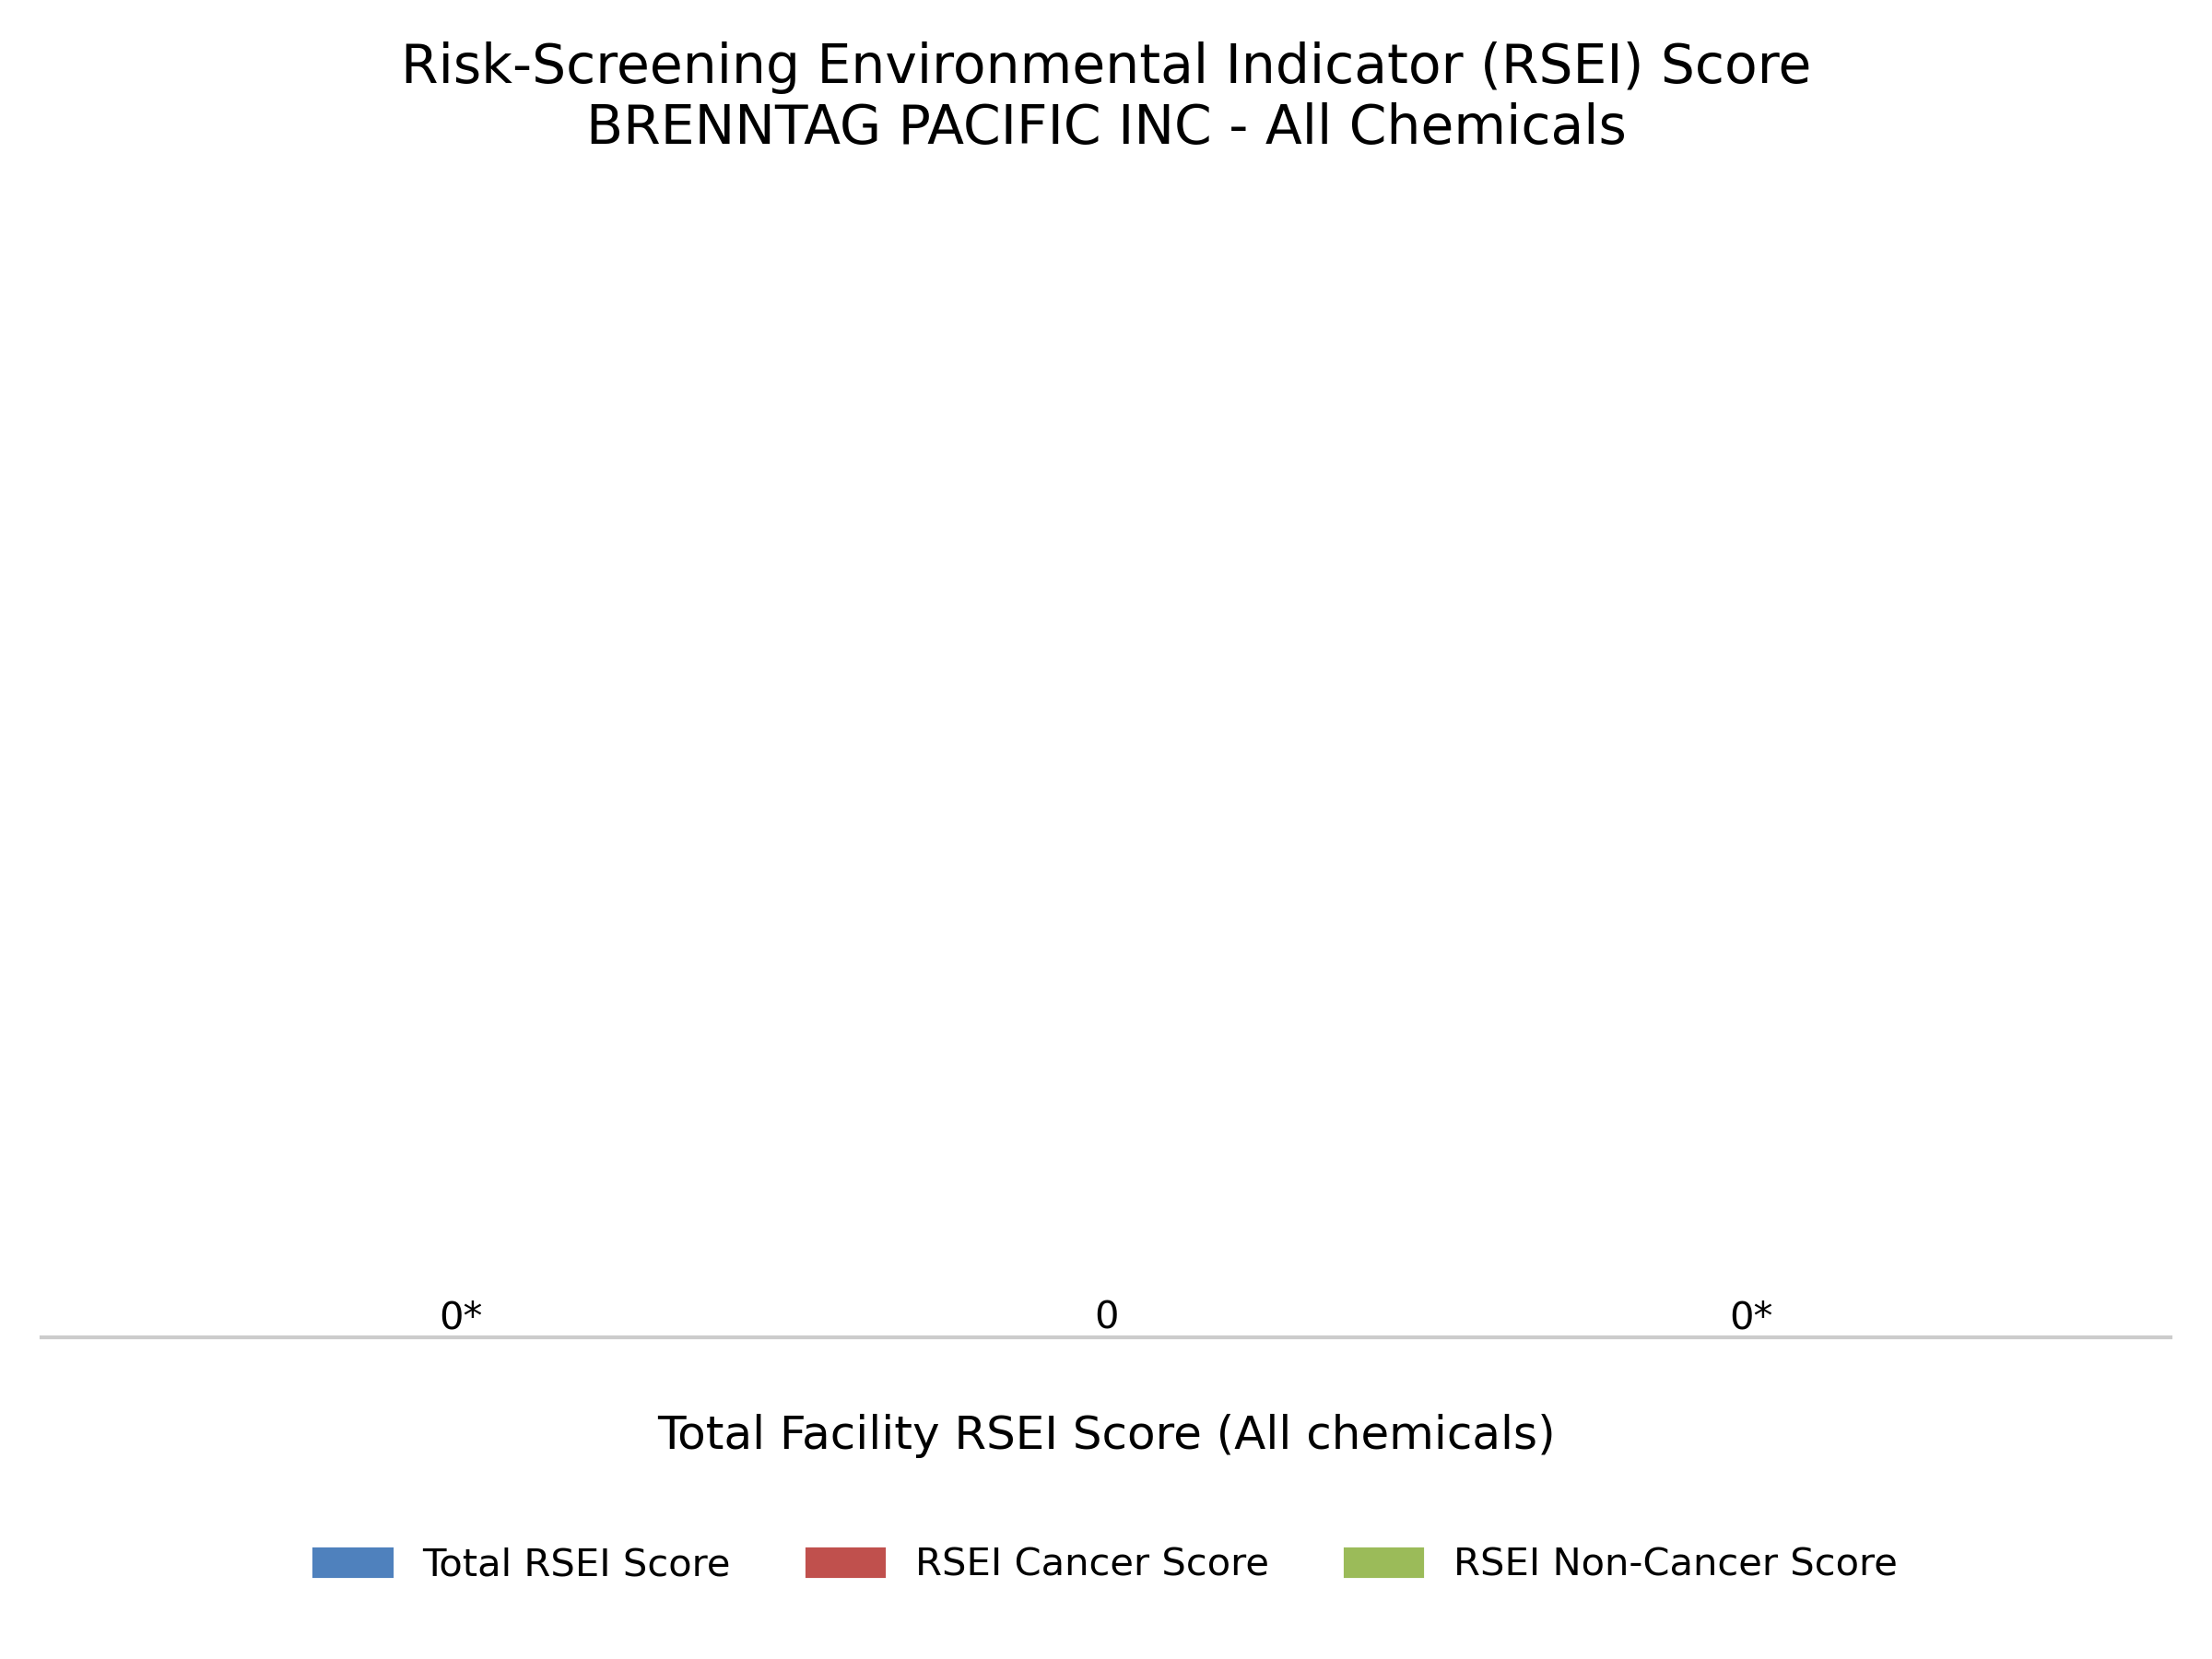 Risk-Screening Environmental Indicator (RSEI) Score
BRENNTAG PACIFIC INC - All Chemicals
0* 0 0*
Total Facility RSEI Score (All chemicals)
Total RSEI Score RSEI Cancer Score RSEI Non-Cancer Score